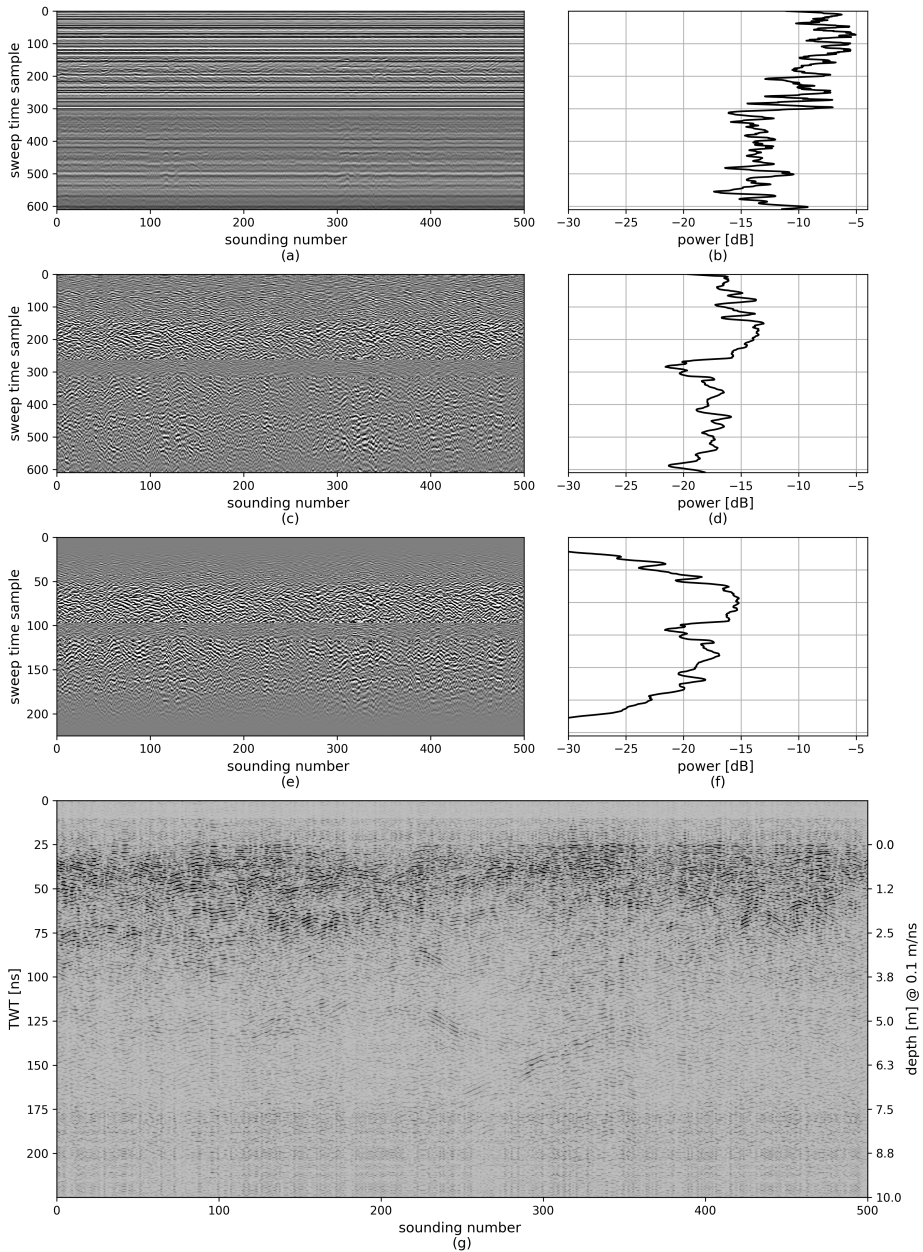 0
100
200
300
400
500
600
sweep time sample
0 100 200 300 400 500
sounding number
(a)
−30 −25 −20 −15 −10 −5
power [dB]
(b)
0
100
200
300
400
500
600
sweep time sample
0 100 200 300 400 500
sounding number
(c)
−30 −25 −20 −15 −10 −5
power [dB]
(d)
0
50
100
150
200
sweep time sample
0 100 200 300 400 500
sounding number
(e)
−30 −25 −20 −15 −10 −5
power [dB]
(f)
0
25
50
75
100
125
150
175
200
TWT [ns]
0.0
1.2
2.5
3.8
5.0
6.3
7.5
8.8
10.0
depth [m] @ 0.1 m/ns
0 100 200 300 400 500
sounding number
(g)